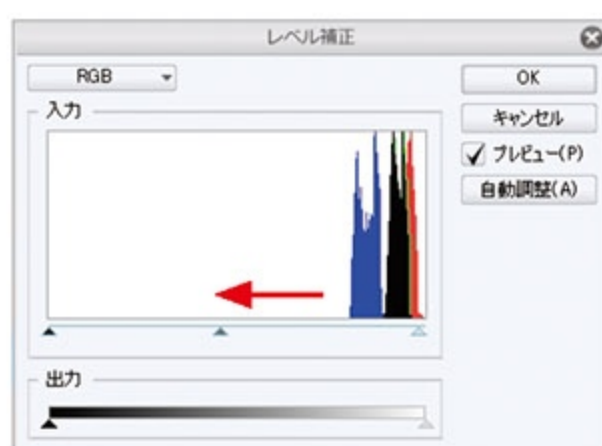 レベル補正
RGB
OK
入力
キャンセル
プレビュー(P)
自動調整(A)
出力